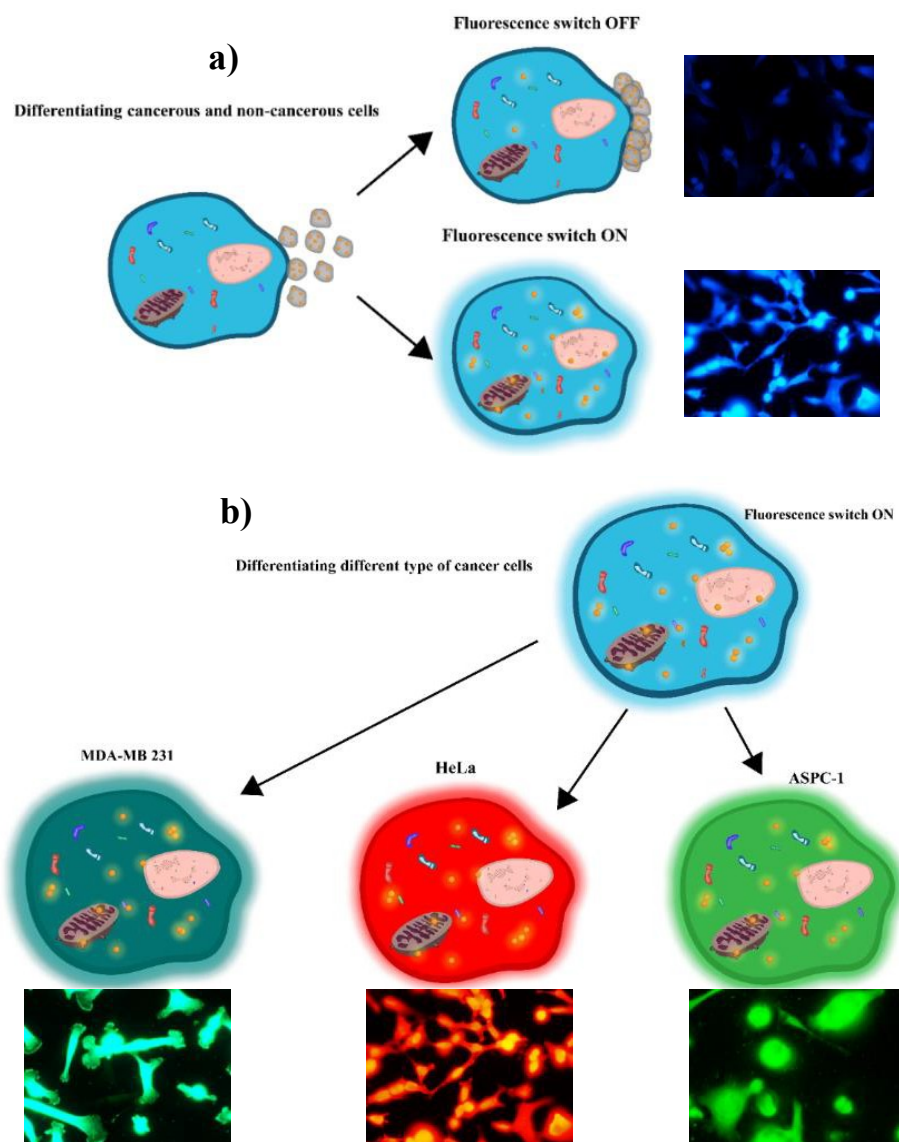 Fluorescence switch OFF
a)
Differentiating cancerous and non-cancerous cells
Fluorescence switch ON
b)
Fluorescence switch ON
Differentiating different type of cancer cells
MDA-MB 231
HeLa
ASPC-1